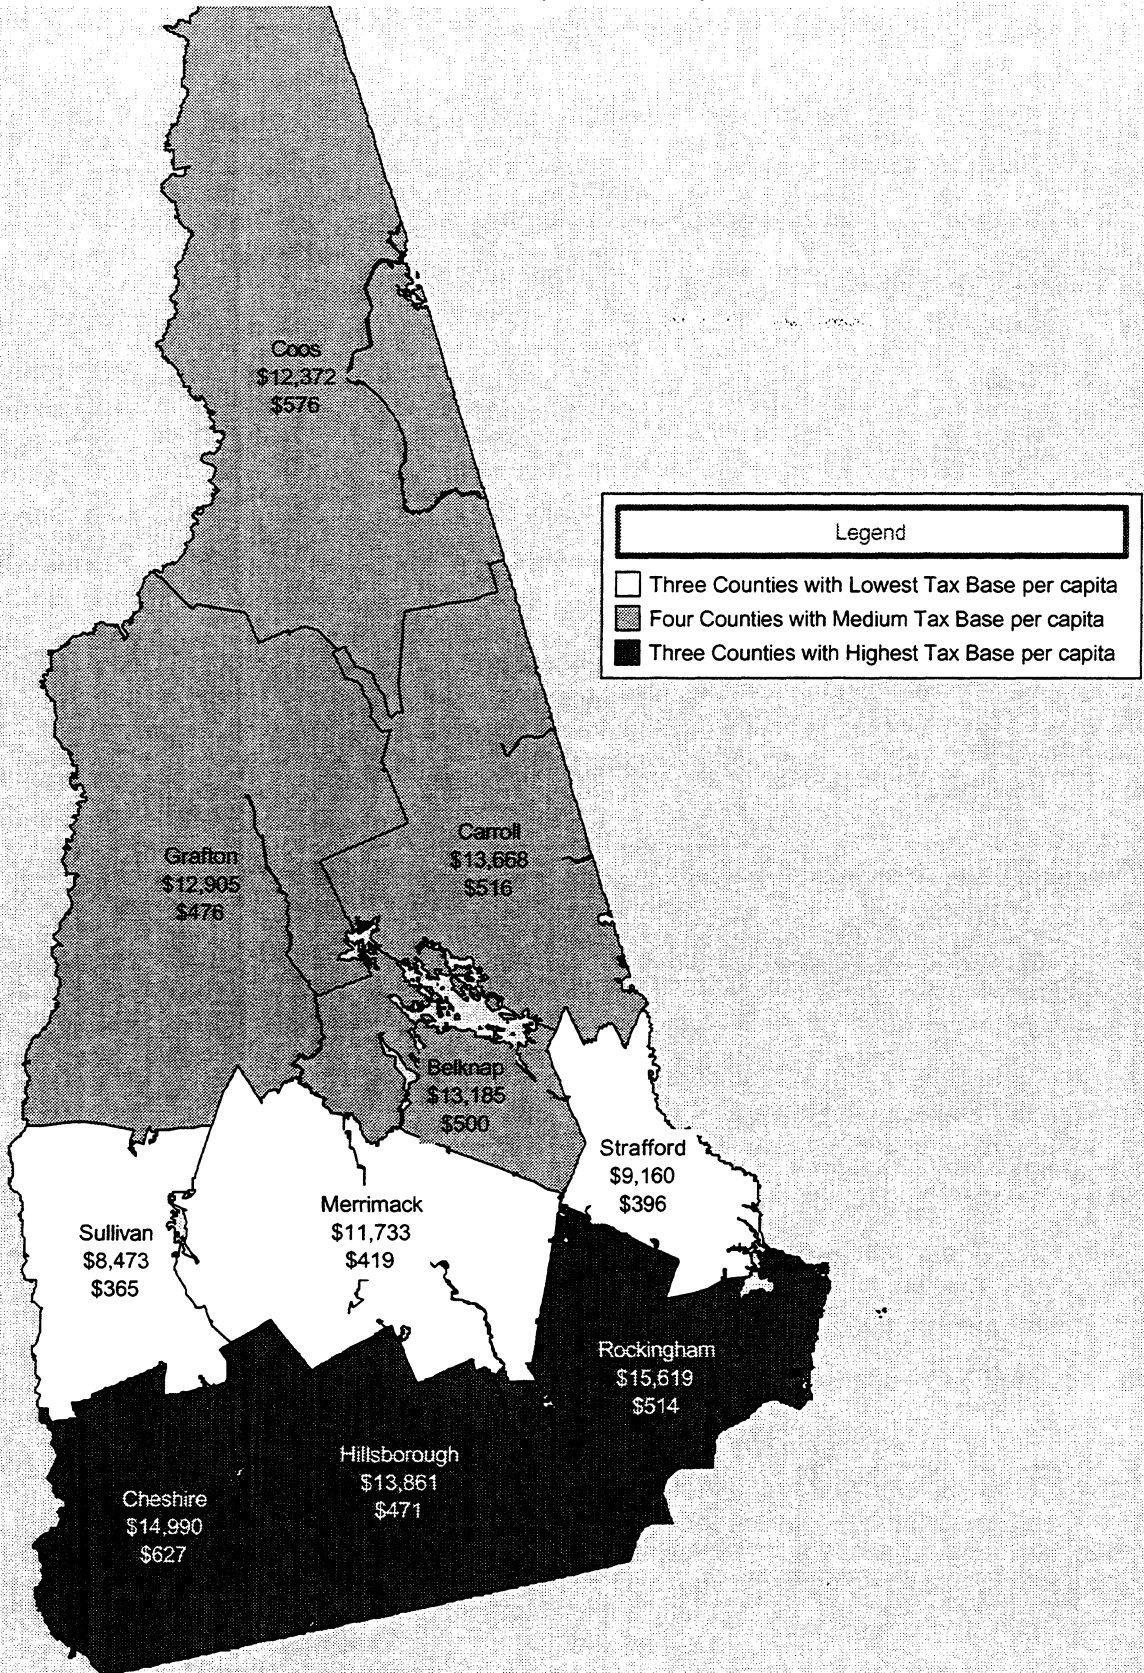 Coos
$12,372
$576
Legend
Three Counties with Lowest Tax Base per capita
Four Counties with Medium Tax Base per capita
Three Counties with Highest Tax Base per capita
Carroll
$13,668
$516
Grafton
$12,905
$476
Belknap
$13,185
$500
Strafford
$9,160
$396
Merrimack
$11,733
$419
Sullivan
$8,473
$365
Rockingham
$15,619
$514
Hillsborough
$13,861
$471
Cheshire
$14,990
$627